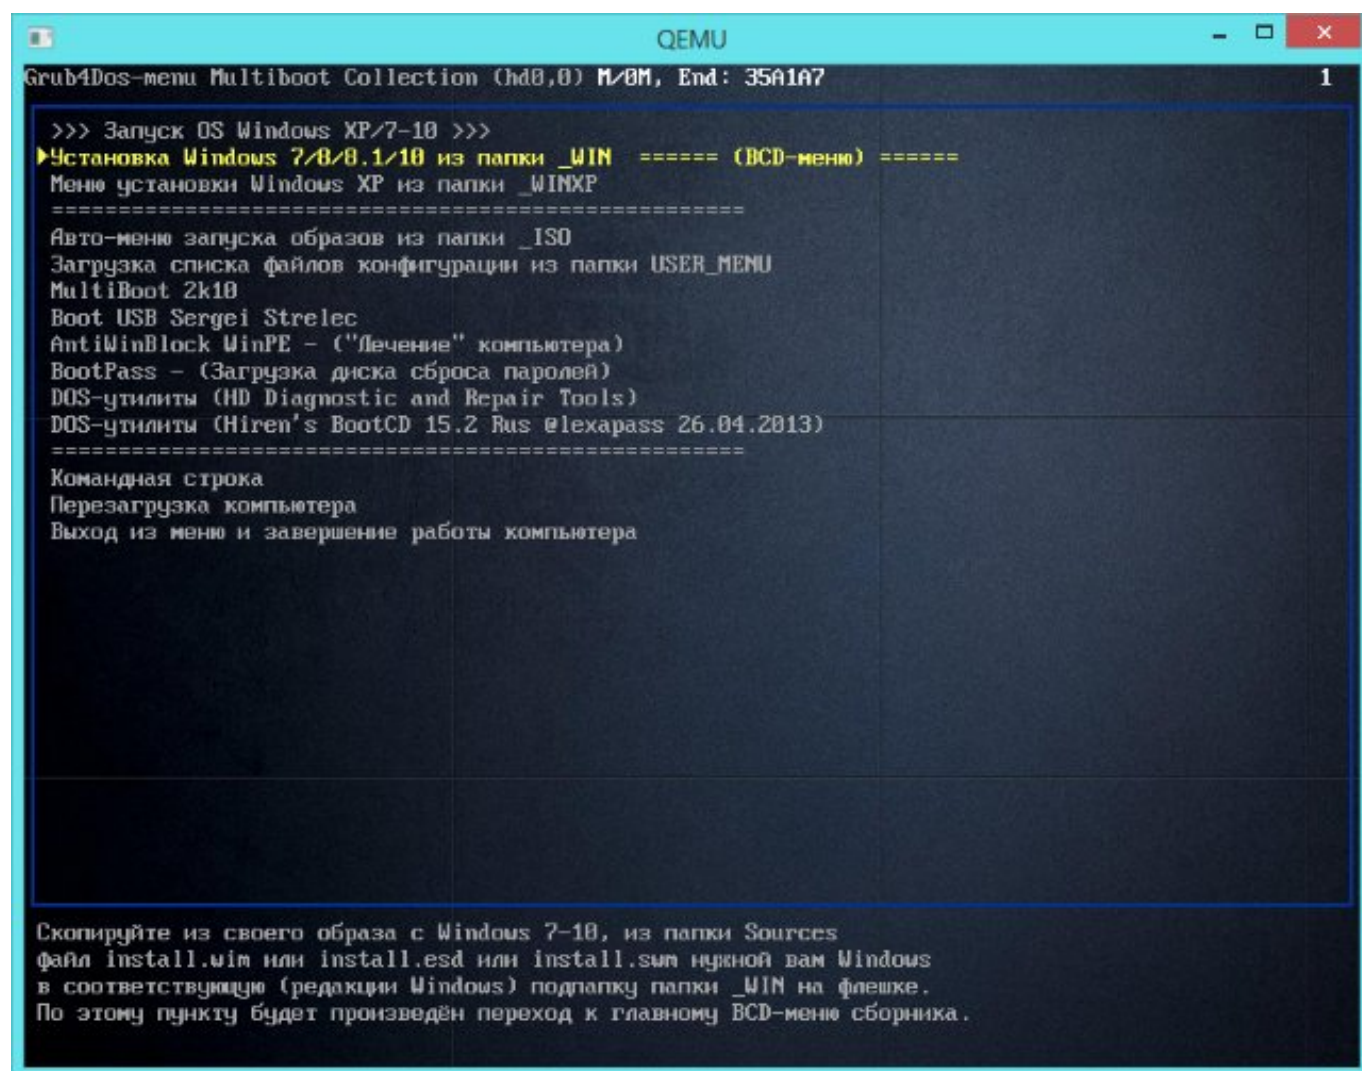 QEMU
Grub4Dos-menu Multiboot Collection (hd0,0) M/0M, End: 35A1A7 1
>>> Запуск OS Windows XP/7-10 >>>
Установка Windows 7/8/8.1/10 из папки _WIN ====== (BCD-меню) ======
Меню установки Windows XP из папки _WINXP
====================================================
Авто-меню запуска образов из папки _ISO
Загрузка списка файлов конфигурации из папки USER_MENU
MultiBoot 2k10
Boot USB Sergei Strelec
AntiWinBlock WinPE - ("Лечение" компьютера)
BootPass - (Загрузка диска сброса паролей)
DOS-утилиты (HD Diagnostic and Repair Tools)
DOS-утилиты (Hiren's BootCD 15.2 Rus @lexapass 26.04.2013)
====================================================
Командная строка
Перезагрузка компьютера
Выход из меню и завершение работы компьютера
Скопируйте из своего образа с Windows 7-10, из папки Sources
файл install.wim или install.esd или install.swm нужной вам Windows
в соответствующую (редакции Windows) подпапку папки _WIN на флешке.
По этому пункту будет произведён переход к главному BCD-меню сборника.